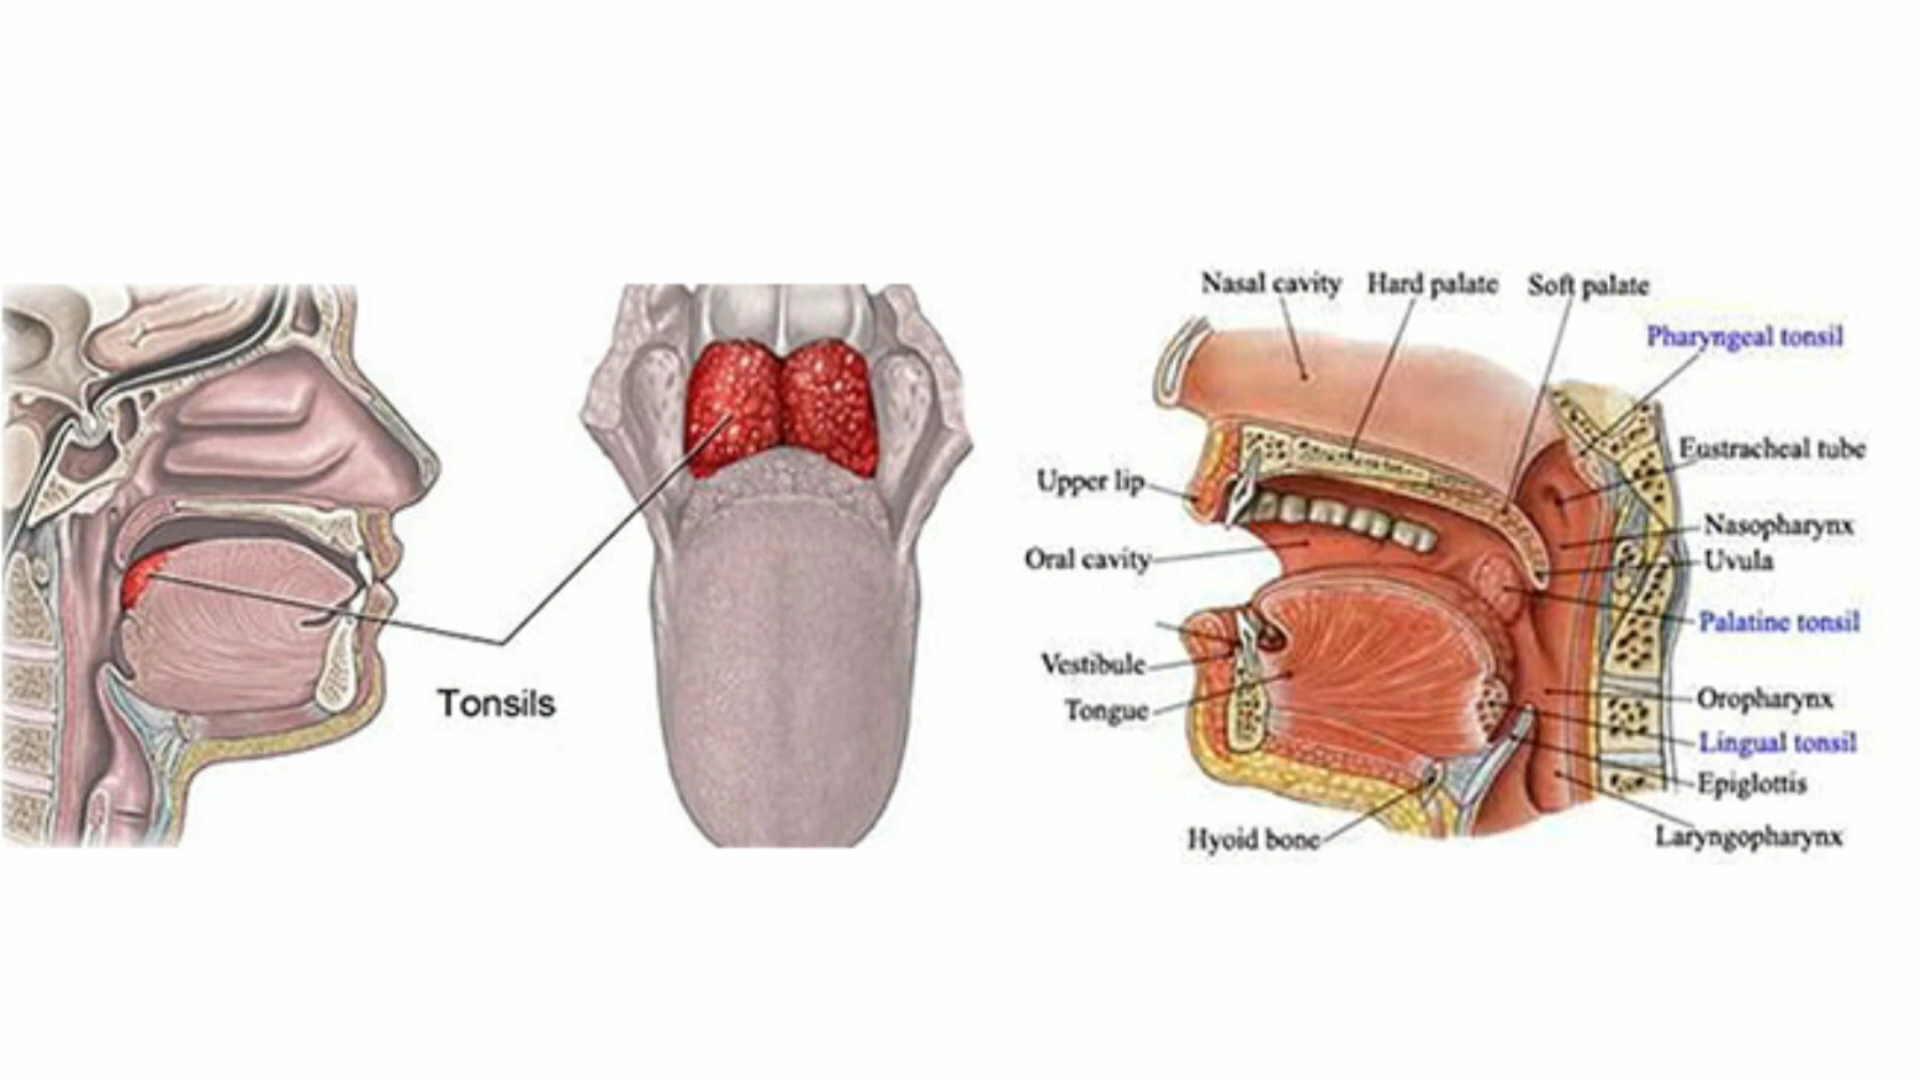 Tonsils
Nasal cavity
Hard palate
Soft palate
Pharyngeal tonsil
Eustracheal tube
Upper lip
Nasopharynx
Oral cavity
Uvula
Palatine tonsil
Vestibule
Oropharynx
Tongue
Lingual tonsil
Epiglottis
Hyoid bone
Laryngopharynx